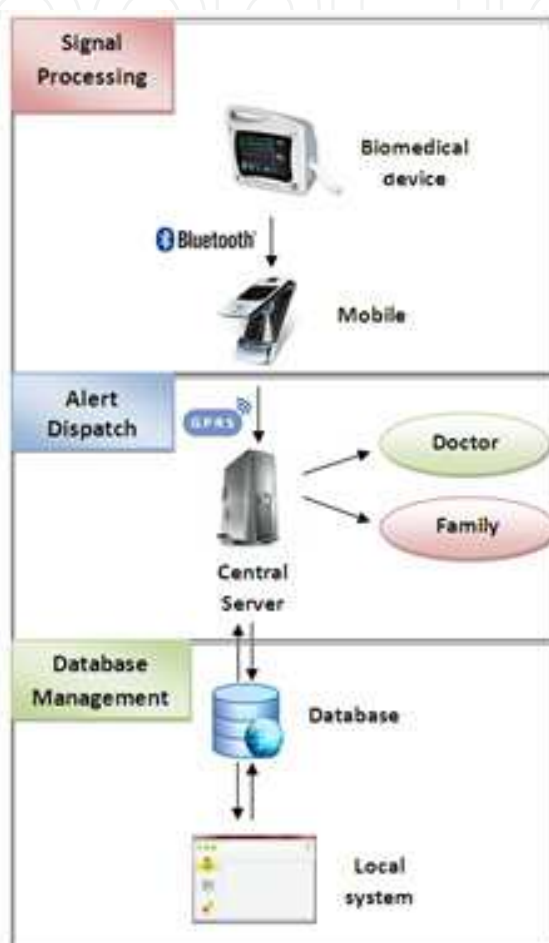 Signal
Processing
Biomedical
device
Bluetooth
Mobile
Alert
Dispatch
GPRS
Doctor
Family
Central
Server
Database
Management
Database
Local
system